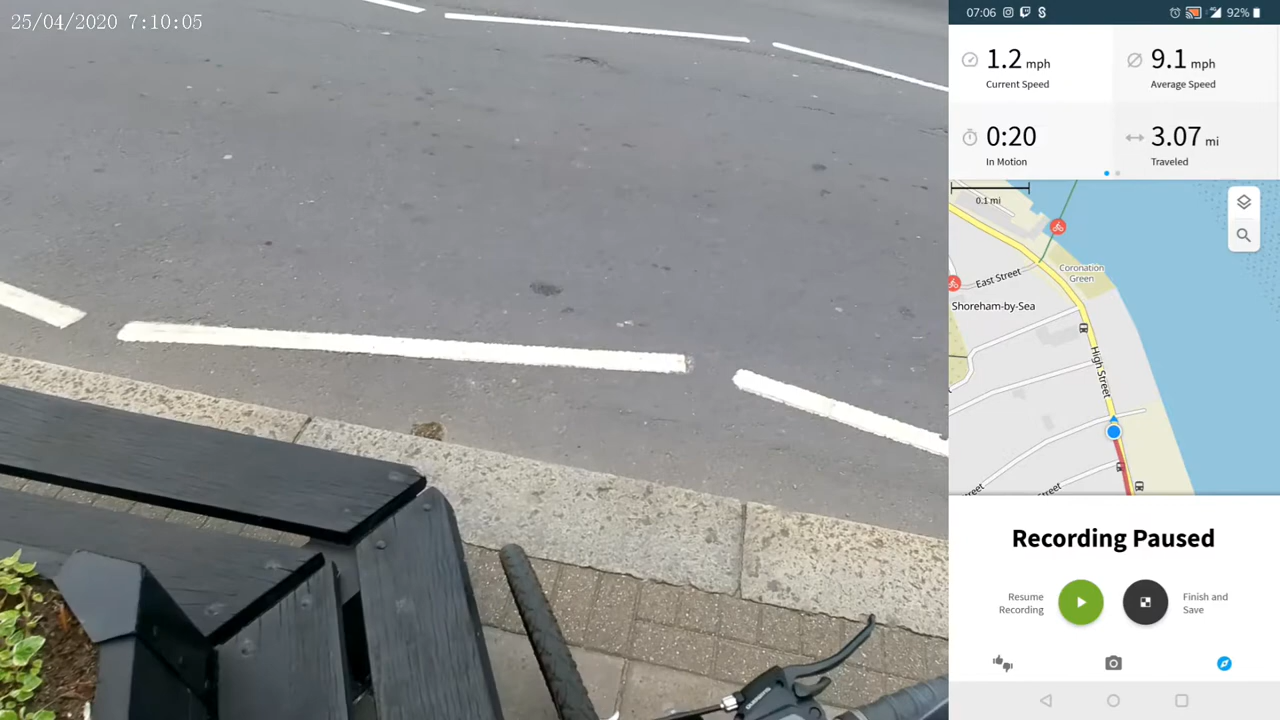 25/04/2020 7:10:05
07:06
92%
1.2 mph
Current Speed
9.1 mph
Average Speed
0:20
In Motion
3.07 mi
Traveled
0.1 mi
East Street
Coronation
Green
Shoreham-by-Sea
High Street
reet
Street
Recording Paused
Resume
Recording
Finish and
Save